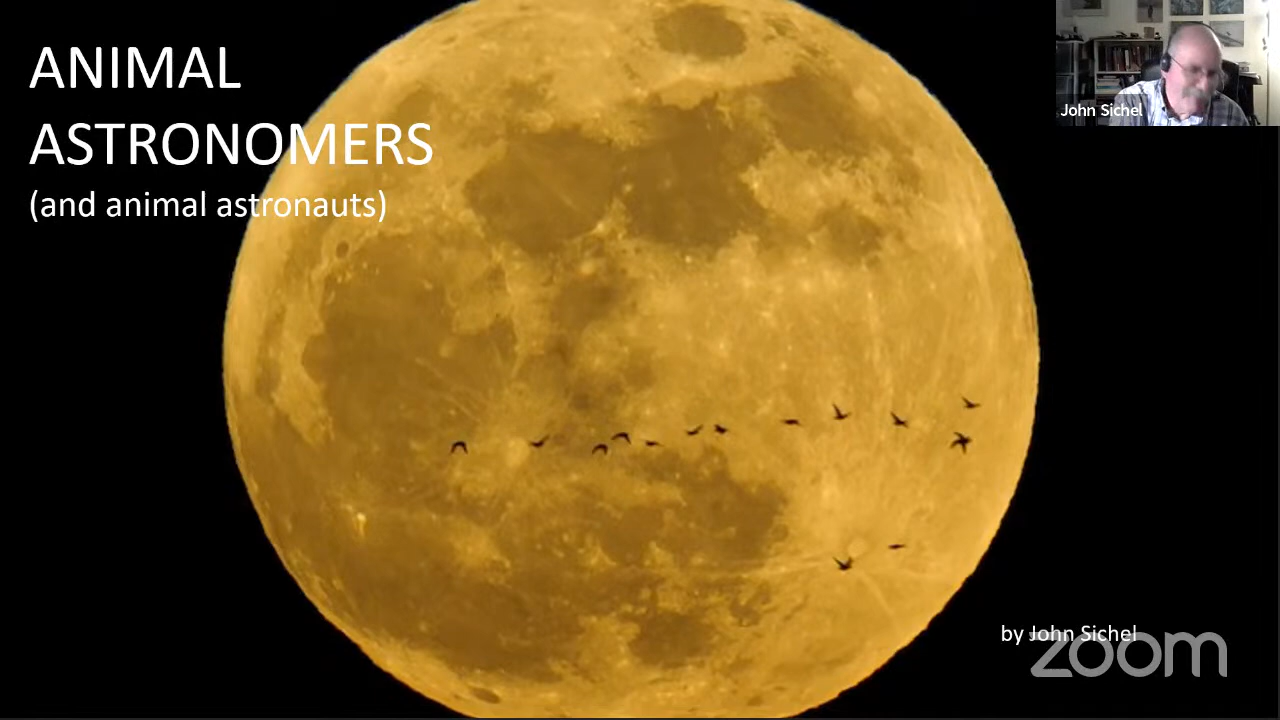 ANIMAL
ASTRONOMERS
(and animal astronauts)
John Sichel
by John Sichel
zoom